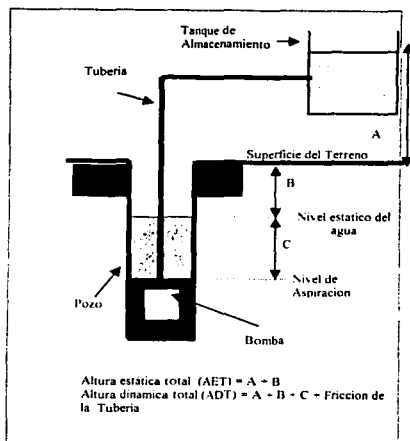 Tanque de
Almacenamiento
Tuberia
A
Superficie del Terreno
B
Nivel estatico del
agua
C
Nivel de
Aspiracion
Pozo
Bomba
Altura estática total (AET) = A + B
Altura dinamica total (ADT) = A + B + C + Friccion de
la Tuberia